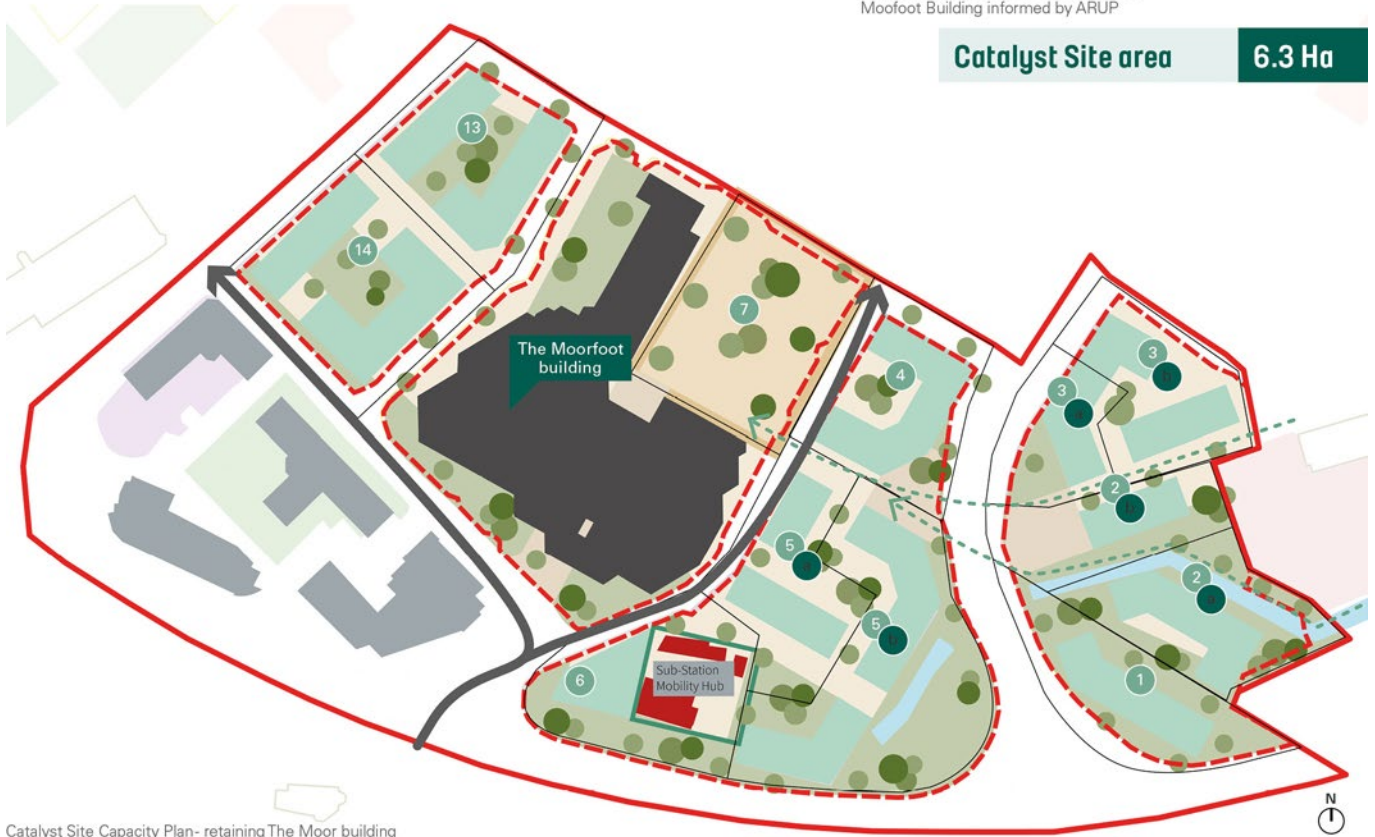 Moofoot Building informed by ARUP
Catalyst Site area
6.3 Ha
13
14
7
The Moorfoot
building
4
3
b
3
a
2
b
5
a
2
a
5
b
6
Sub-Station
Mobility Hub
1
N
Catalyst Site Capacity Plan- retaining The Moor building